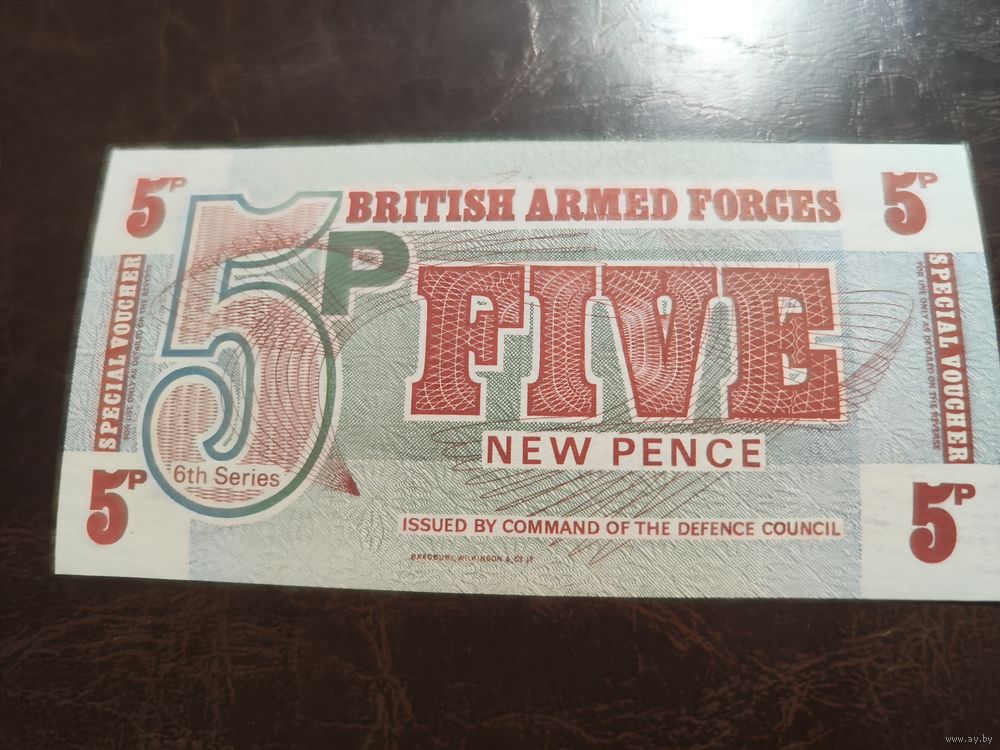 5P
BRITISH ARMED FORCES
5P
5P
SPECIAL VOUCHER
FOR USE ONLY AS DETAILED ON THE REVERSE
FIVE
SPECIAL VOUCHER
FOR USE ONLY AS DETAILED ON THE REVERSE
NEW PENCE
6th Series
5P
5P
ISSUED BY COMMAND OF THE DEFENCE COUNCIL
BRADBURY, WILKINSON & Co Ld
www.ay.by